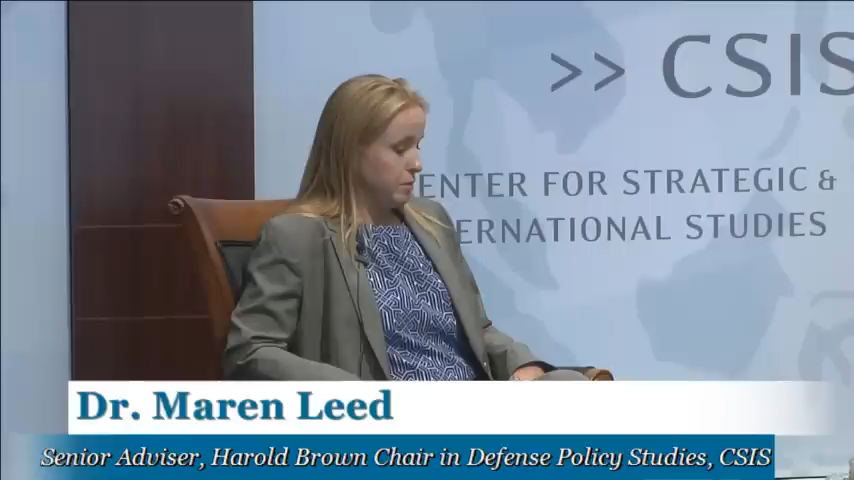 >> CSIS
ENTER FOR STRATEGIC &
ERNATIONAL STUDIES
Dr. Maren Leed
Senior Adviser, Harold Brown Chair in Defense Policy Studies, CSIS